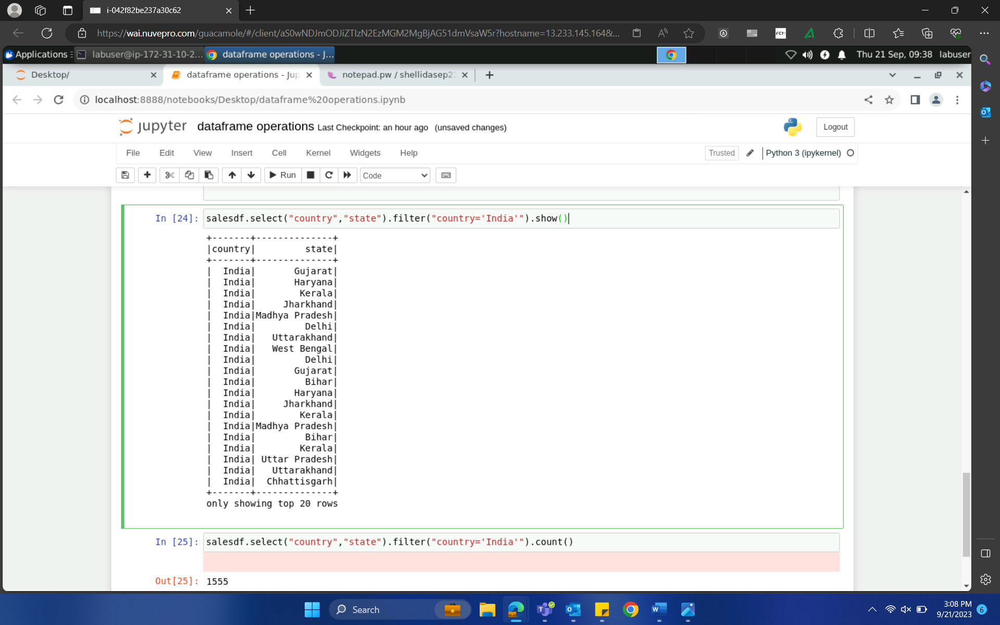 i-042f82be237a30c62
https://wai.nuvepro.com/guacamole/#/client/aS0wNDJmODJiZTIzN2EzMGM2MgBjAG51dmVsaW5r?hostname=13.233.145.164&...
Applications
labuser@ip-172-31-10-2...
dataframe operations - J...
Thu 21 Sep, 09:38 labuser
Desktop/
dataframe operations - Jup
notepad.pw / shellidasep23
localhost:8888/notebooks/Desktop/dataframe%20operations.ipynb
jupyter dataframe operations Last Checkpoint: an hour ago (unsaved changes)
Logout
File Edit View Insert Cell Kernel Widgets Help
Trusted
Python 3 (ipykernel)
Run
Code
In [24]: salesdf.select("country","state").filter("country='India'").show()
+-------+--------------+
|country|         state|
+-------+--------------+
|  India|       Gujarat|
|  India|       Haryana|
|  India|        Kerala|
|  India|     Jharkhand|
|  India|Madhya Pradesh|
|  India|         Delhi|
|  India|   Uttarakhand|
|  India|   West Bengal|
|  India|         Delhi|
|  India|       Gujarat|
|  India|         Bihar|
|  India|       Haryana|
|  India|     Jharkhand|
|  India|        Kerala|
|  India|Madhya Pradesh|
|  India|         Bihar|
|  India|        Kerala|
|  India| Uttar Pradesh|
|  India|   Uttarakhand|
|  India|  Chhattisgarh|
+-------+--------------+
only showing top 20 rows
In [25]: salesdf.select("country","state").filter("country='India'").count()
Out[25]: 1555
Search
3:08 PM
9/21/2023
6